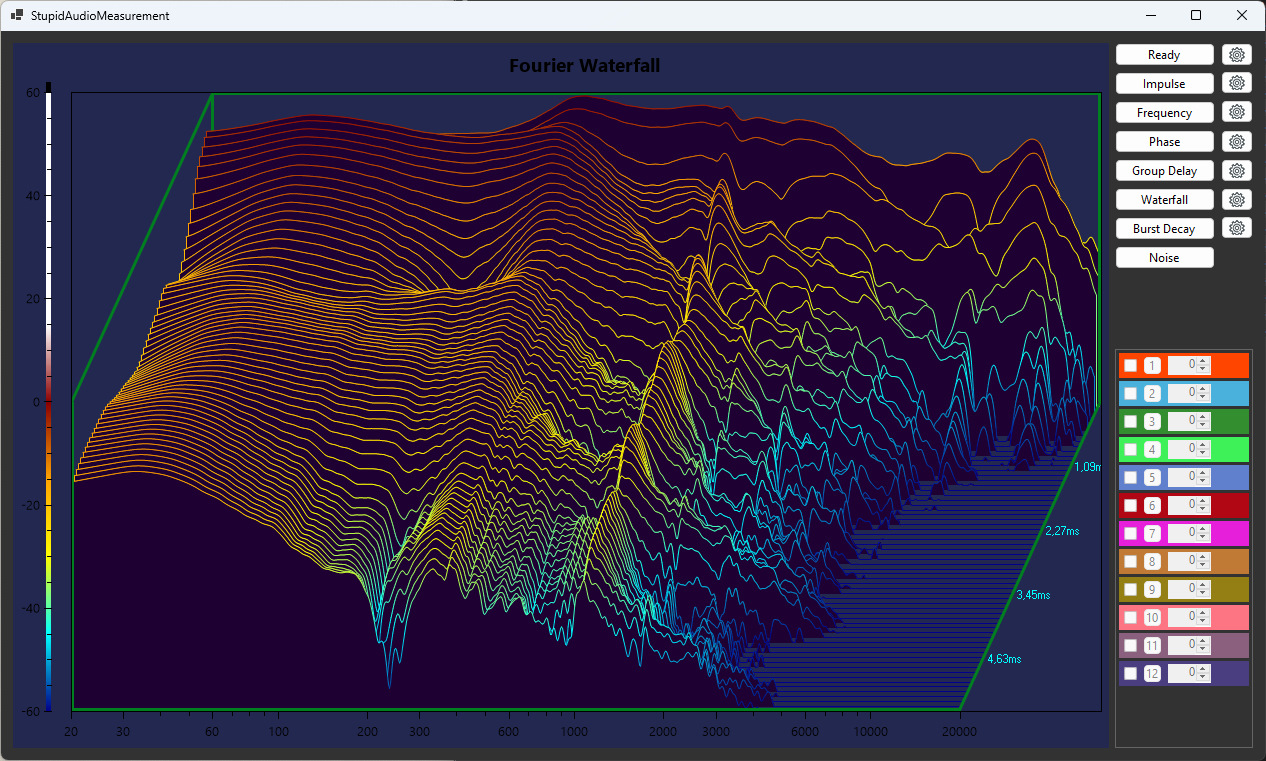 StupidAudioMeasurement
Fourier Waterfall
60
40
20
0
-20
-40
-60
20 30 60 100 200 300 600 1000 2000 3000 6000 10000 20000
1,09m
2,27ms
3,45ms
4,63ms
Ready
Impulse
Frequency
Phase
Group Delay
Waterfall
Burst Decay
Noise
1 0
2 0
3 0
4 0
5 0
6 0
7 0
8 0
9 0
10 0
11 0
12 0